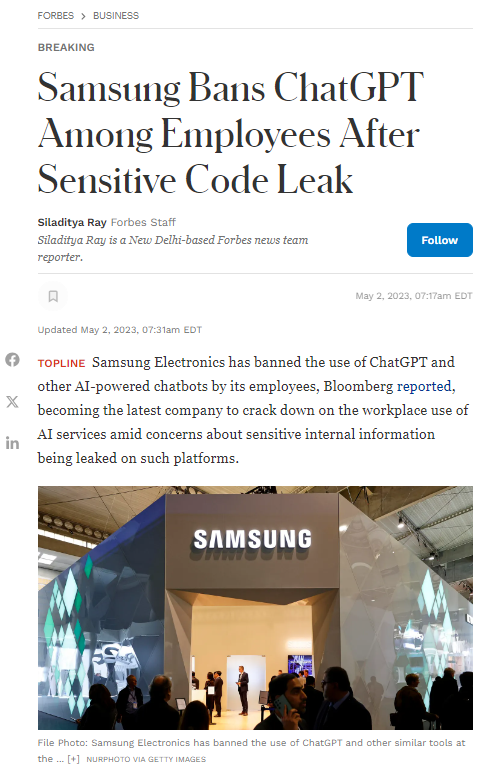 FORBES > BUSINESS
BREAKING
Samsung Bans ChatGPT
Among Employees After
Sensitive Code Leak
Siladitya Ray Forbes Staff
Siladitya Ray is a New Delhi-based Forbes news team
reporter.
Follow
May 2, 2023, 07:17am EDT
Updated May 2, 2023, 07:31am EDT
TOPLINE Samsung Electronics has banned the use of ChatGPT and
other AI-powered chatbots by its employees, Bloomberg reported,
becoming the latest company to crack down on the workplace use of
AI services amid concerns about sensitive internal information
being leaked on such platforms.
SAMSUNG
File Photo: Samsung Electronics has banned the use of ChatGPT and other similar tools at
the ... [+] NURPHOTO VIA GETTY IMAGES